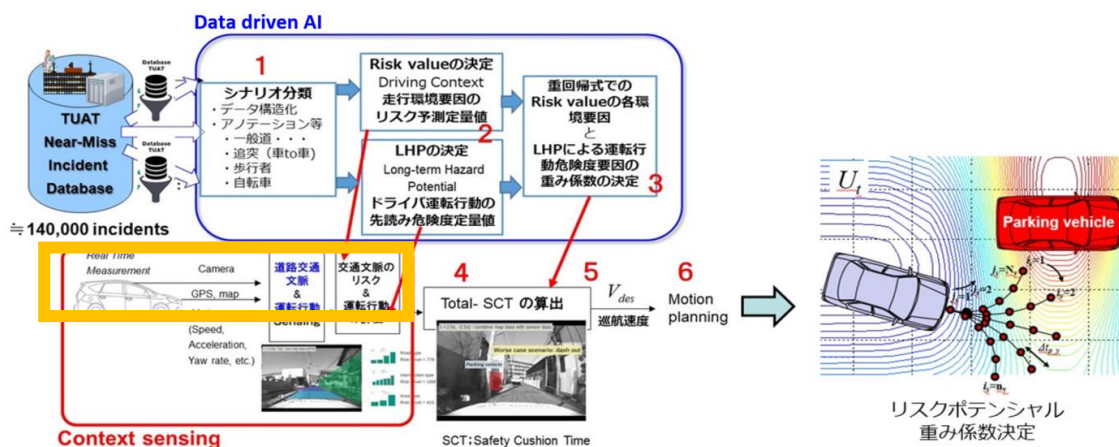 Data driven AI
Database
TUAT
TUAT
Near-Miss
Incident
Database
Database
TUAT
≒140,000 incidents
1
シナリオ分類
・データ構造化
・アノテーション等
・一般道・・・
・追突（車to車)
・歩行者
・自転車
Risk valueの決定
Driving Context
走行環境要因の
リスク予測定量値
2
LHPの決定
Long-term Hazard
Potential
ドライバ運転行動の
先読み危険度定量値
重回帰式での
Risk valueの各環
境要因
と
LHPによる運転行
動危険度要因の
重み係数の決定
3
Real Time
Measurement
Camera
GPS, map
(Speed,
Acceleration,
Yaw rate, etc.)
道路交通
文脈
&
運転行動
Sensing
交通文脈の
リスク
&
運転行動
4
Total- SCT の算出
5
Vdes
巡航速度
6
Motion
planning
Worse case scenario: dash out
Parking vehicle
SCT:Safety Cushion Time
Context sensing
Ut
Parking vehicle
リスクポテンシャル
重み係数決定